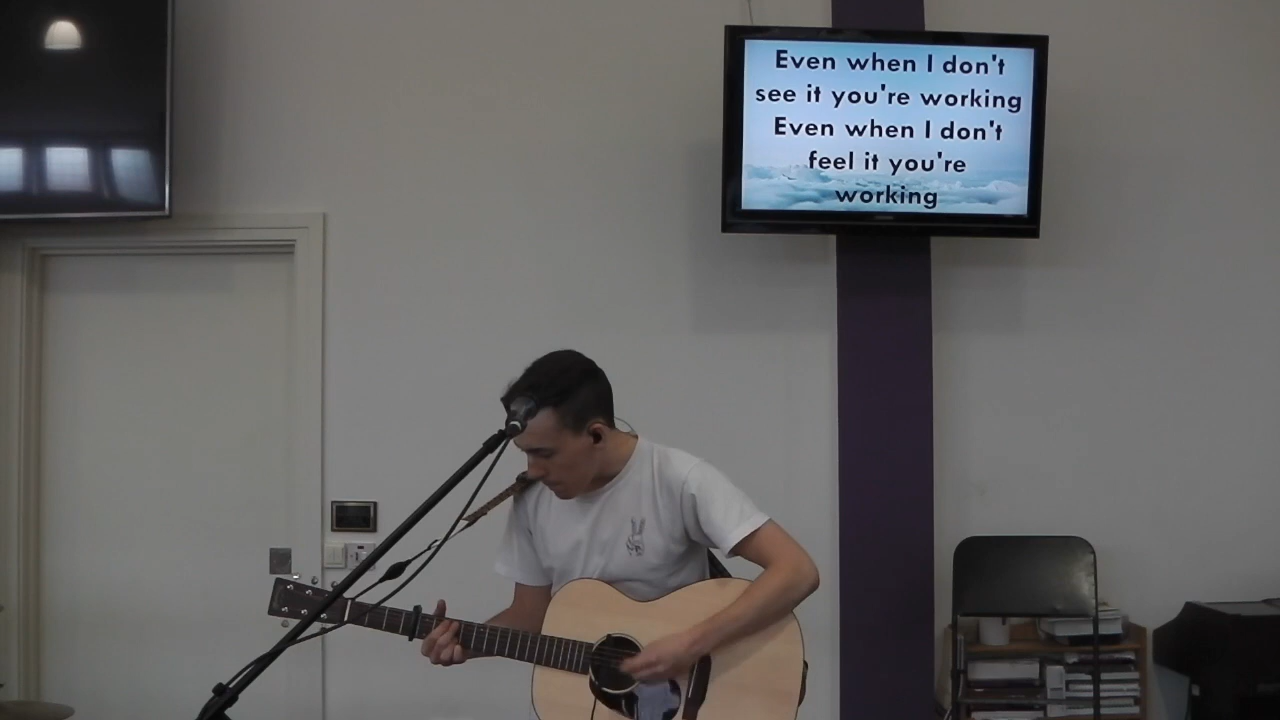 Even when I don't
see it you're working
Even when I don't
feel it you're
working